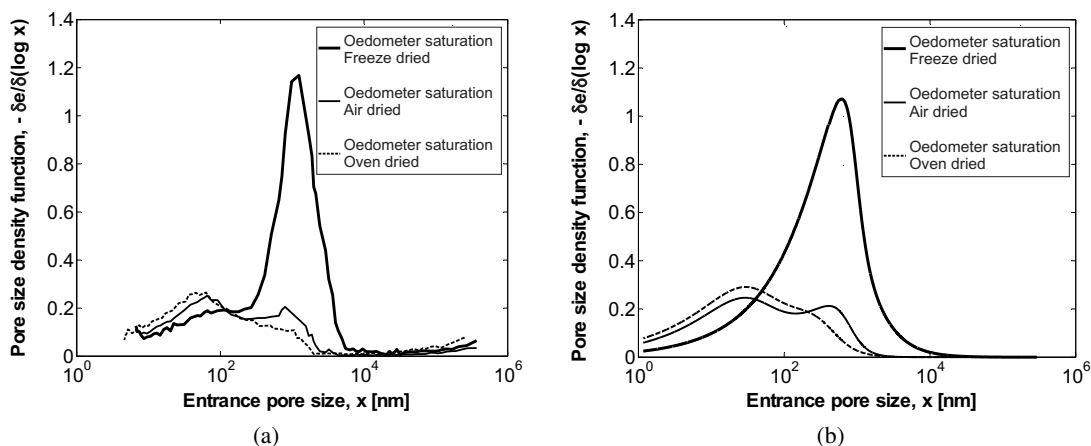 Pore size density function, - δe/δ(log x)
1.4
1.2
1
0.8
0.6
0.4
0.2
0
Oedometer saturation
Freeze dried
Oedometer saturation
Air dried
Oedometer saturation
Oven dried
10^0
10^2
10^4
10^6
Entrance pore size, x [nm]
(a)
Pore size density function, - δe/δ(log x)
1.4
1.2
1
0.8
0.6
0.4
0.2
0
Oedometer saturation
Freeze dried
Oedometer saturation
Air dried
Oedometer saturation
Oven dried
10^0
10^2
10^4
10^6
Entrance pore size, x [nm]
(b)